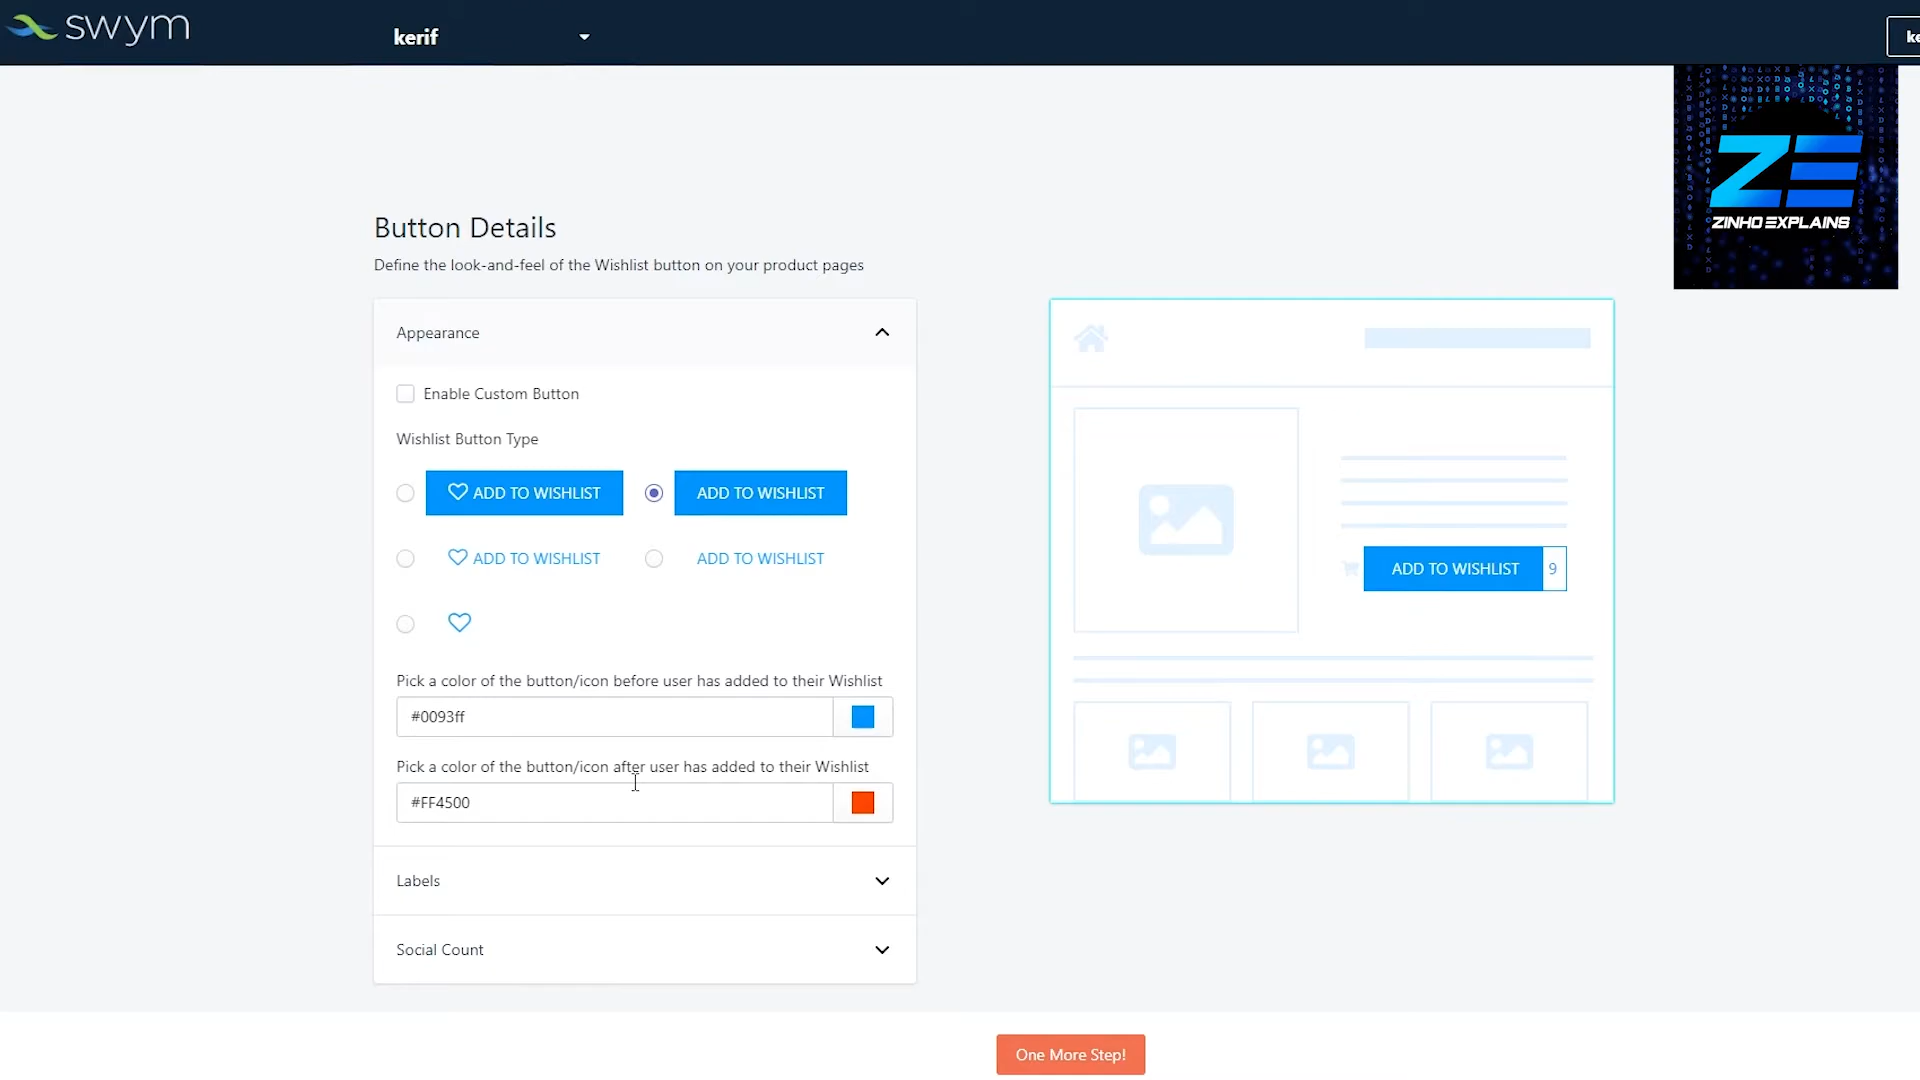 swym
kerif
ke
ZE
ZINHO EXPLAINS
Button Details
Define the look-and-feel of the Wishlist button on your product pages
Appearance
Enable Custom Button
Wishlist Button Type
ADD TO WISHLIST
ADD TO WISHLIST
ADD TO WISHLIST
ADD TO WISHLIST
ADD TO WISHLIST 9
Pick a color of the button/icon before user has added to their Wishlist
#0093ff
Pick a color of the button/icon after user has added to their Wishlist
#FF4500
Labels
Social Count
One More Step!